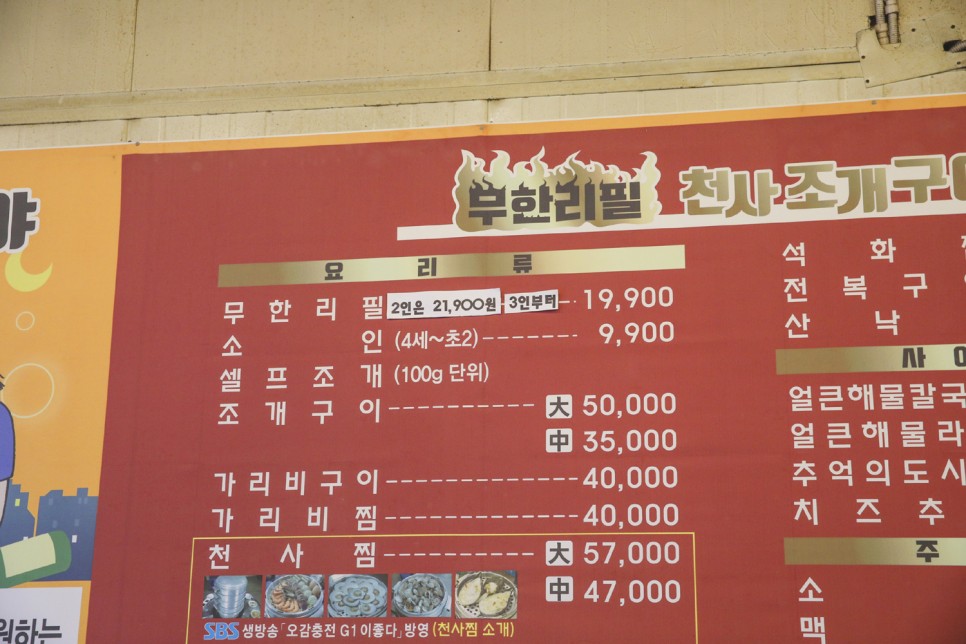 야
무한리필 천사조개구
요리류
무한리필 2인은 21,900원 3인부터 19,900
소인 (4세~초2) 9,900
셀프조개 (100g 단위)
조개구이 大 50,000
中 35,000
가리비구이 40,000
가리비찜 40,000
천사찜 大 57,000
中 47,000
SBS 생방송「오감충전 G1 이좋다」방영 (천사찜 소개)
원하는
석화
전복구
산낙
사
얼큰해물칼국
얼큰해물라
추억의도시
치즈추
주
소
맥